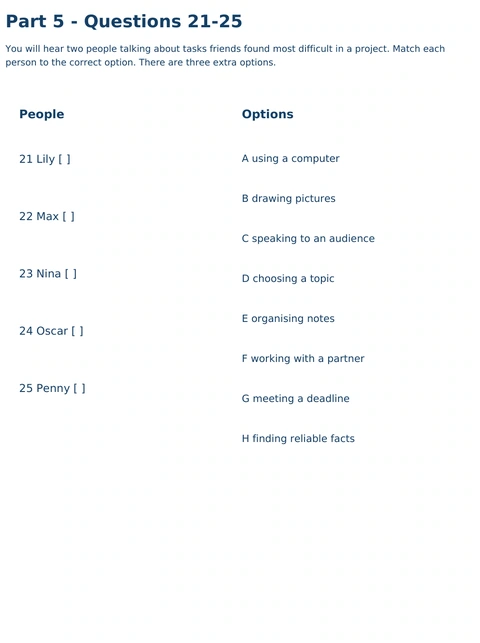 Part 5 - Questions 21-25
You will hear two people talking about tasks friends found most difficult in a project. Match each
person to the correct option. There are three extra options.
People
21 Lily [ ]
22 Max [ ]
23 Nina [ ]
24 Oscar [ ]
25 Penny [ ]
Options
A using a computer
B drawing pictures
C speaking to an audience
D choosing a topic
E organising notes
F working with a partner
G meeting a deadline
H finding reliable facts